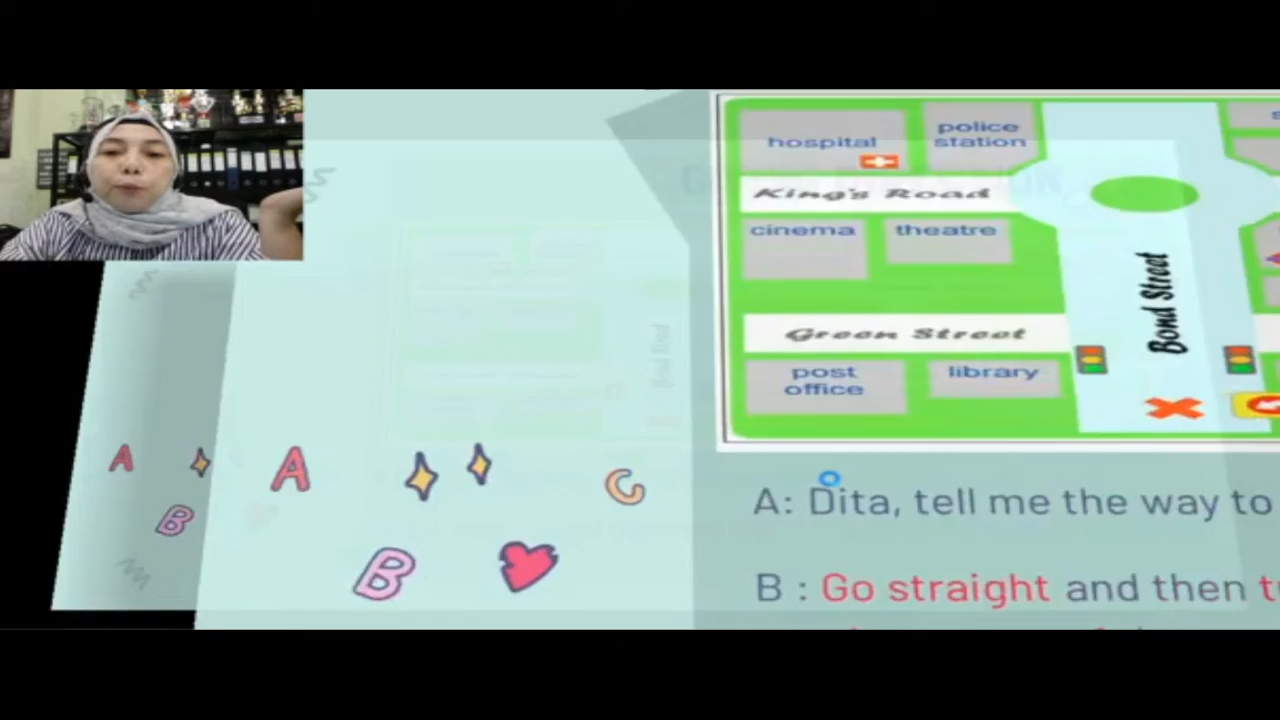 hospital
police
station
King's Road
cinema
theatre
Bond Street
Green Street
post
office
library
A
B
A
B
C
A: Dita, tell me the way to
B : Go straight and then